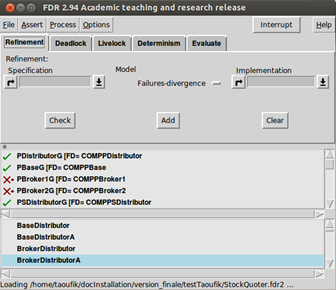 FDR 2.94 Academic teaching and research release
File Assert Process Options Interrupt Help
Refinement Deadlock Livelock Determinism Evaluate
Refinement:
Specification Model Implementation
Failures-divergence
Check Add Clear
PDistributorG [FD= COMPPDistributor
PBaseG [FD= COMPPBase
PBroker1G [FD= COMPPBroker1
PBroker2G [FD= COMPPBroker2
PSDistributorG [FD= COMPPSDistributor
BaseDistributor
BaseDistributorA
BrokerDistributor
BrokerDistributorA
Loading /home/taoufik/docInstallation/version_finale/testTaoufik/StockQuoter.fdr2 ...